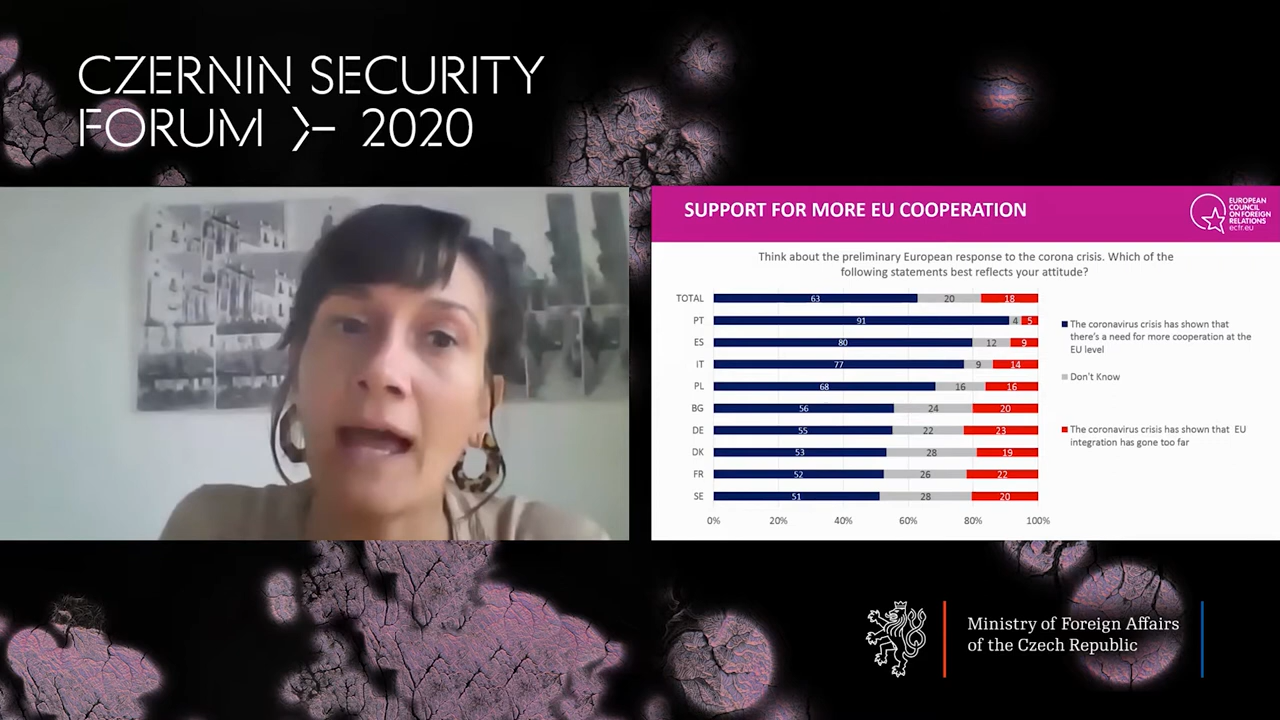 CZERNIN SECURITY
FORUM >– 2020
SUPPORT FOR MORE EU COOPERATION
EUROPEAN
COUNCIL
ON FOREIGN
RELATIONS
ecfr.eu
Think about the preliminary European response to the corona crisis. Which of the
following statements best reflects your attitude?
TOTAL 63 20 18
PT 91 4 5
ES 80 12 9
IT 77 9 14
PL 68 16 16
BG 56 24 20
DE 55 22 23
DK 53 28 19
FR 52 26 22
SE 51 28 20
0% 20% 40% 60% 80% 100%
The coronavirus crisis has shown that
there's a need for more cooperation at the
EU level
Don't Know
The coronavirus crisis has shown that EU
integration has gone too far
Ministry of Foreign Affairs
of the Czech Republic